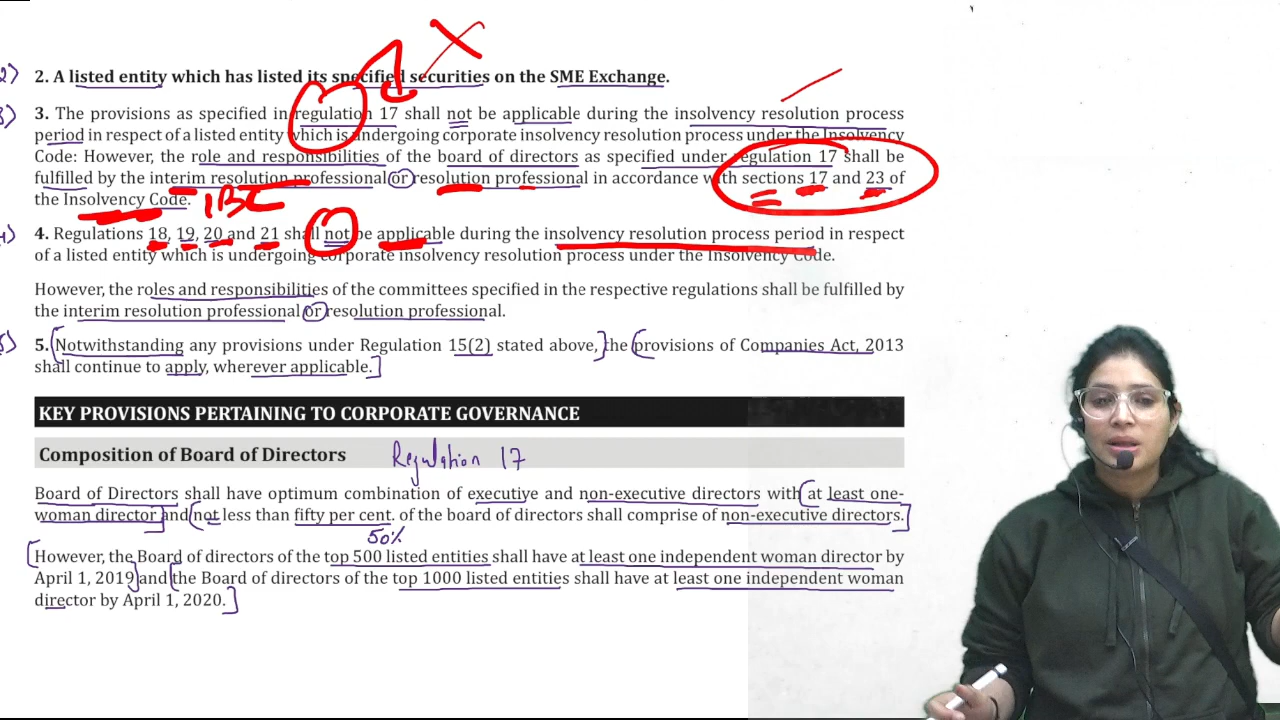 2) 2. A listed entity which has listed its specified securities on the SME Exchange.
3. The provisions as specified in regulation 17 shall not be applicable during the insolvency resolution process
period in respect of a listed entity which is undergoing corporate insolvency resolution process under the Insolvency
Code: However, the role and responsibilities of the board of directors as specified under regulation 17 shall be
fulfilled by the interim resolution professional or resolution professional in accordance with sections 17 and 23 of
the Insolvency Code. IBC
4. Regulations 18, 19, 20 and 21 shall not be applicable during the insolvency resolution process period in respect
of a listed entity which is undergoing corporate insolvency resolution process under the Insolvency Code.
However, the roles and responsibilities of the committees specified in the respective regulations shall be fulfilled by
the interim resolution professional or resolution professional.
5. Notwithstanding any provisions under Regulation 15(2) stated above, the provisions of Companies Act, 2013
shall continue to apply, wherever applicable.
KEY PROVISIONS PERTAINING TO CORPORATE GOVERNANCE
Composition of Board of Directors Regulation 17
Board of Directors shall have optimum combination of executive and non-executive directors with at least one-
woman director and not less than fifty per cent. of the board of directors shall comprise of non-executive directors.
50%
However, the Board of directors of the top 500 listed entities shall have at least one independent woman director by
April 1, 2019 and the Board of directors of the top 1000 listed entities shall have at least one independent woman
director by April 1, 2020.